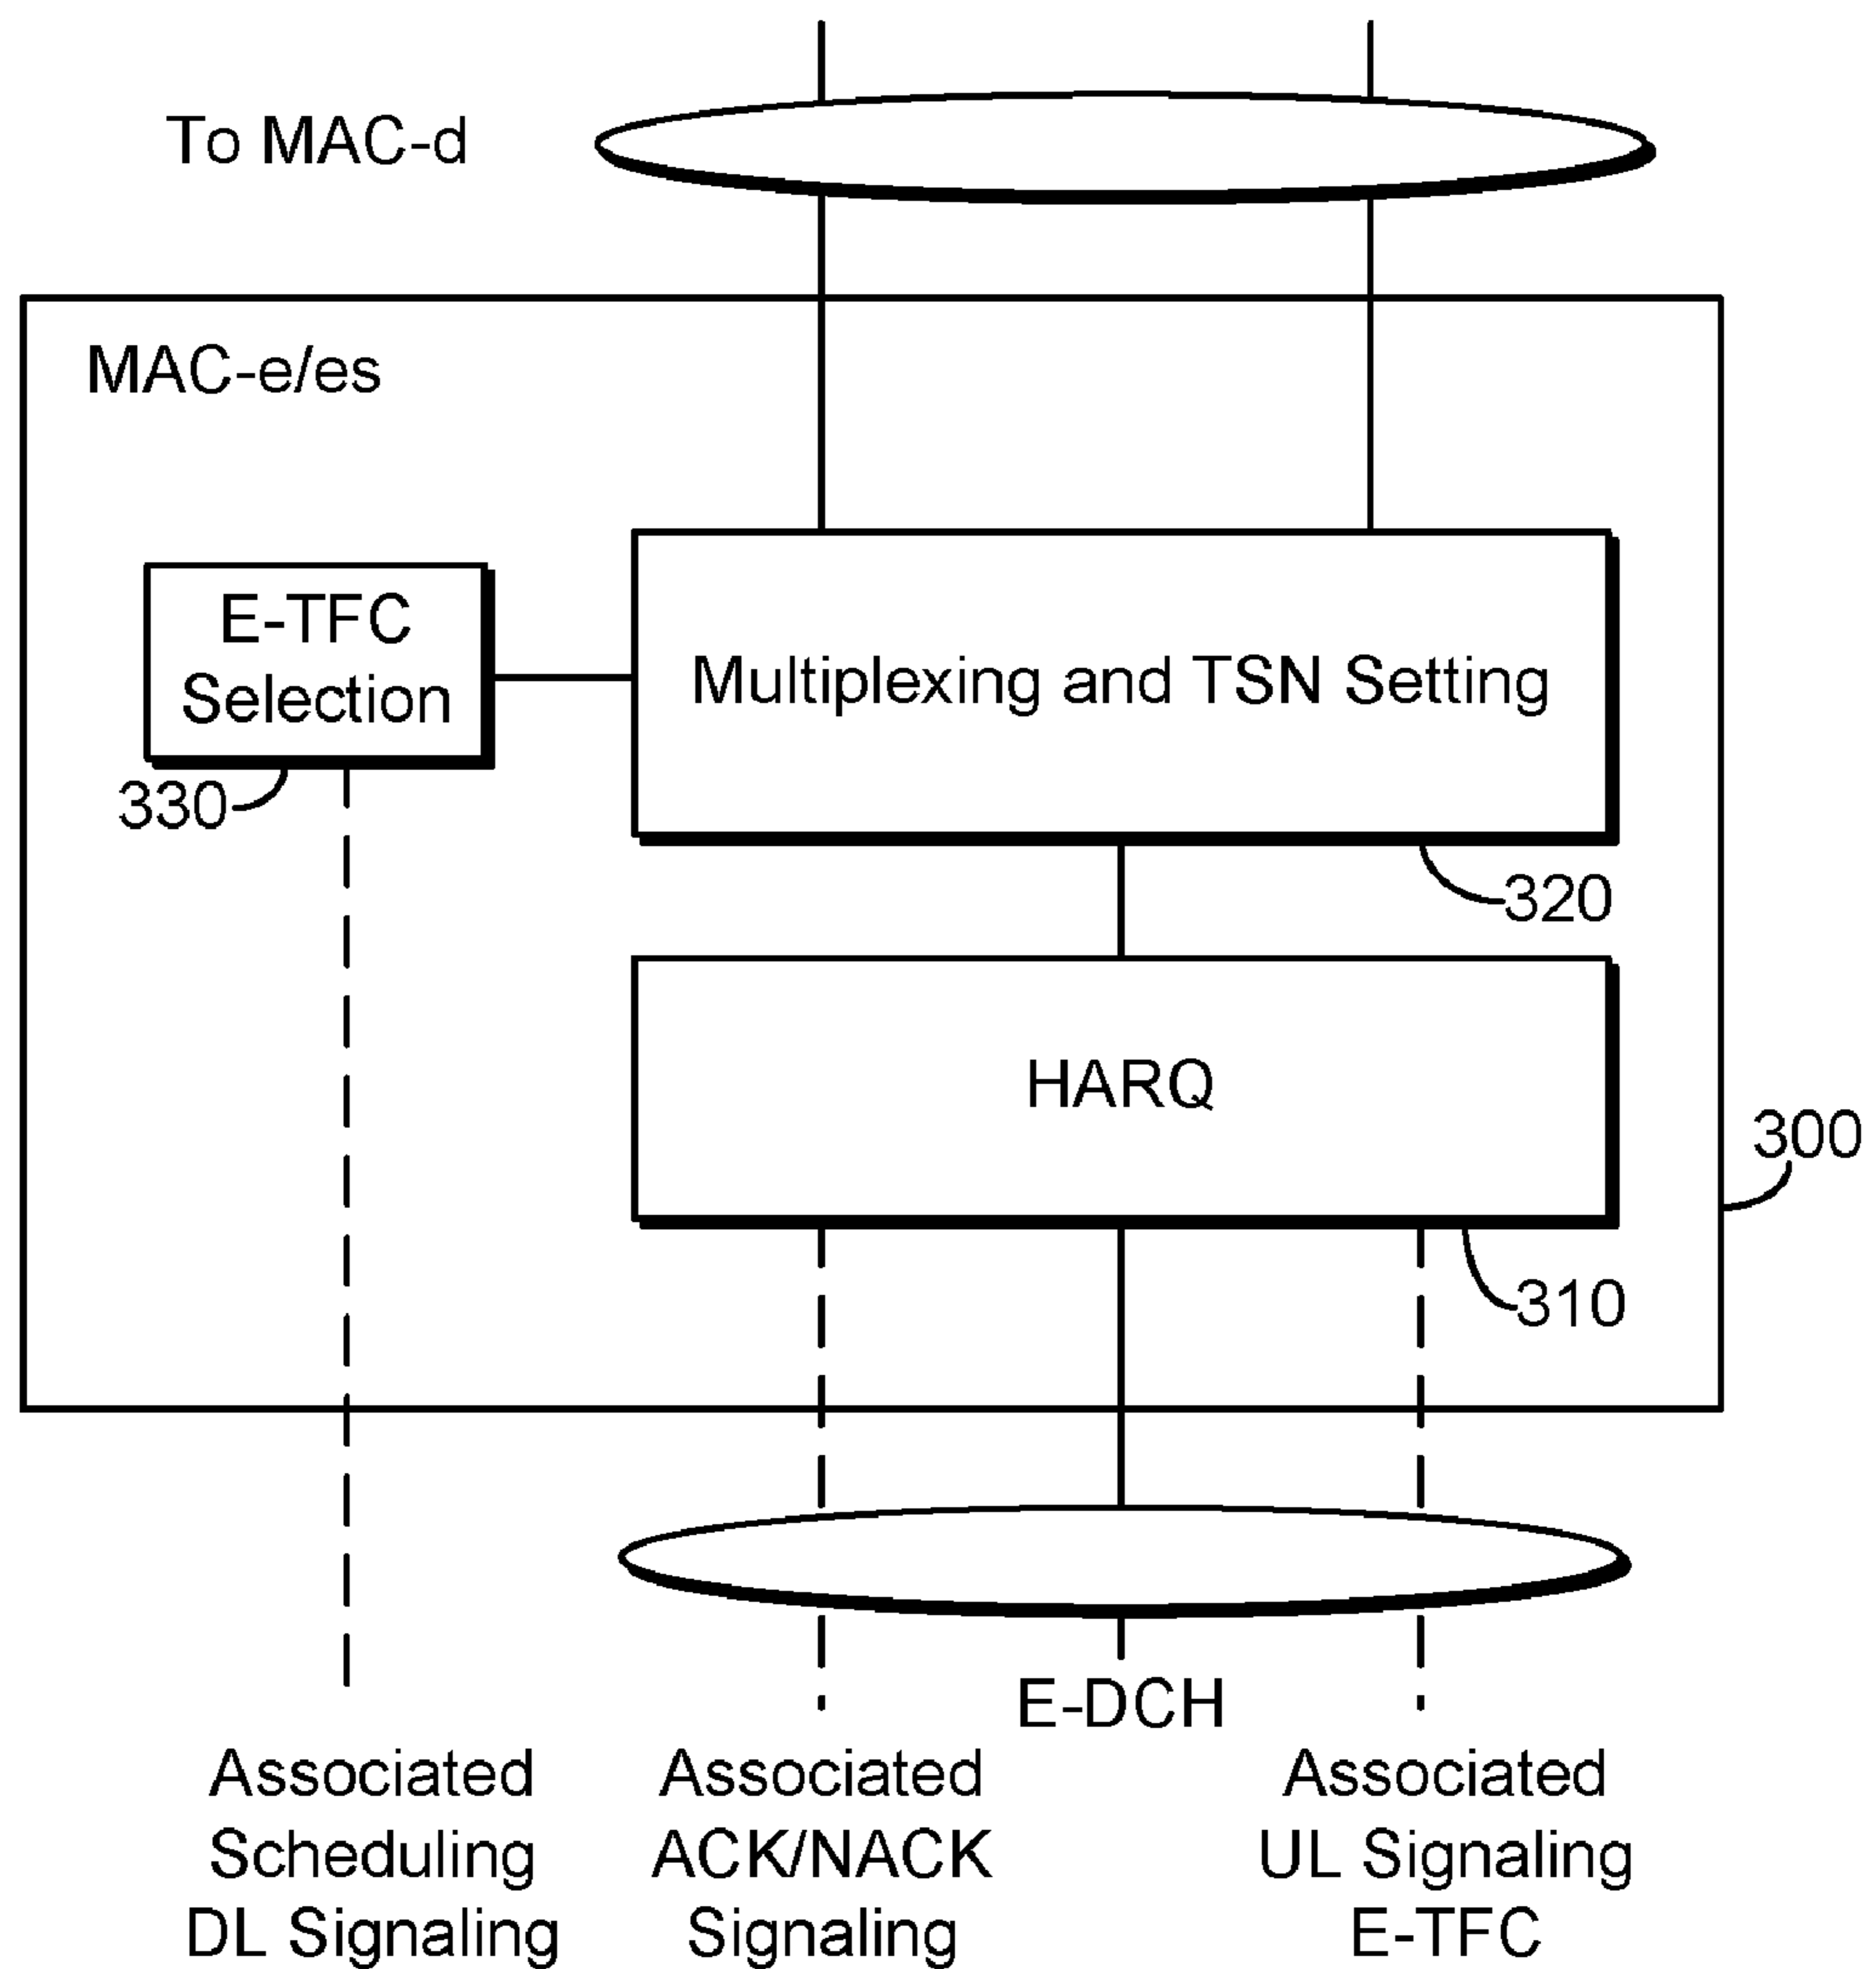 To MAC-d
MAC-e/es
E-TFC
Selection
Multiplexing and TSN Setting
330
320
HARQ
300
310
E-DCH
Associated
Scheduling
DL Signaling
Associated
ACK/NACK
Signaling
Associated
UL Signaling
E-TFC